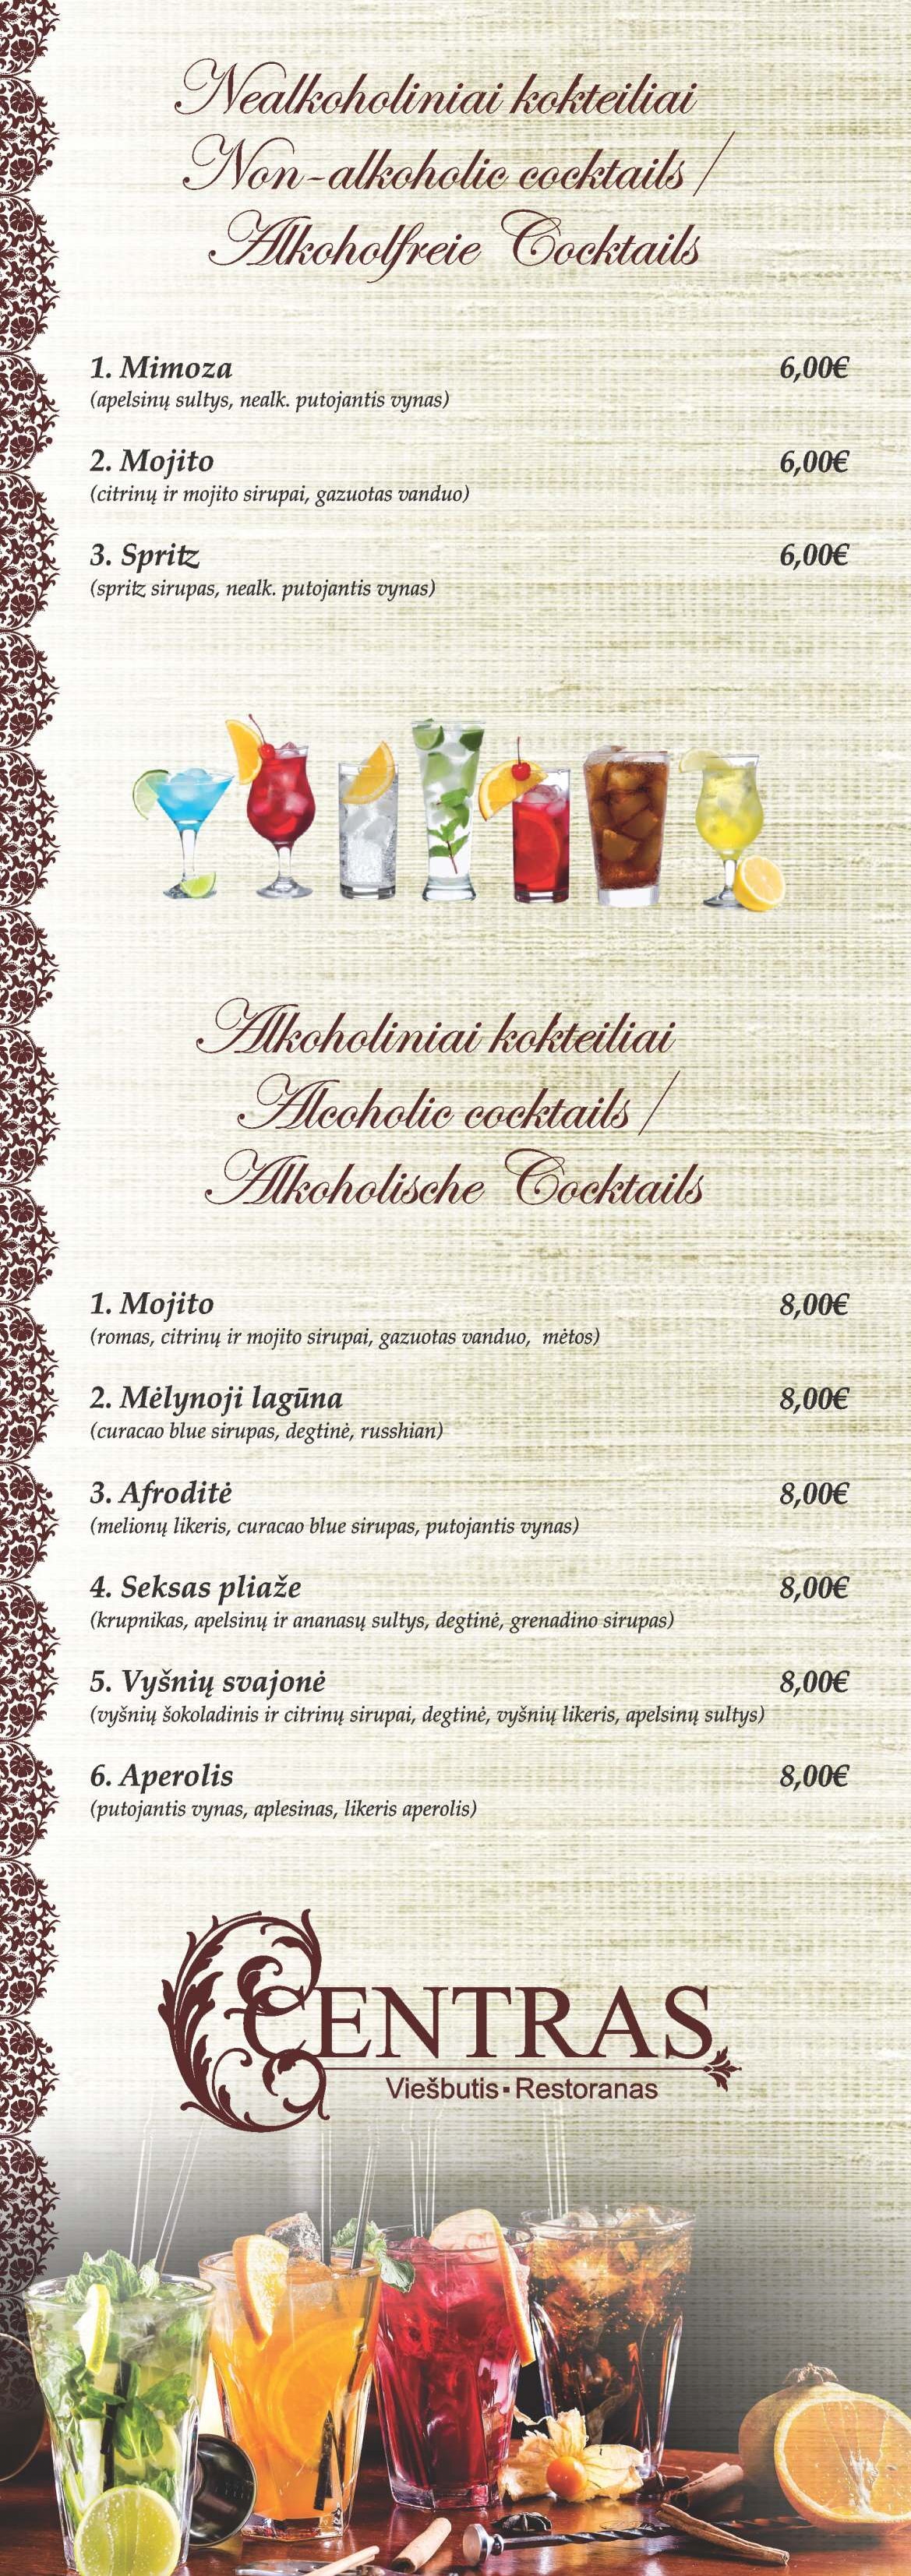 Nealkoholiniai kokteiliai
Non-alkoholic cocktails /
Alkoholfreie Cocktails
1. Mimoza 6,00€
(apelsinų sultys, nealk. putojantis vynas)
2. Mojito 6,00€
(citrinų ir mojito sirupai, gazuotas vanduo)
3. Spritz 6,00€
(spritz sirupas, nealk. putojantis vynas)
Alkoholiniai kokteiliai
Alcoholic cocktails /
Alkoholische Cocktails
1. Mojito 8,00€
(romas, citrinų ir mojito sirupai, gazuotas vanduo, mėtos)
2. Mėlynoji lagūna 8,00€
(curacao blue sirupas, degtinė, russhian)
3. Afroditė 8,00€
(melionų likeris, curacao blue sirupas, putojantis vynas)
4. Seksas pliaže 8,00€
(krupnikas, apelsinų ir ananasų sultys, degtinė, grenadino sirupas)
5. Vyšnių svajonė 8,00€
(vyšnių šokoladinis ir citrinų sirupai, degtinė, vyšnių likeris, apelsinų sultys)
6. Aperolis 8,00€
(putojantis vynas, aplesinas, likeris aperolis)
CENTRAS
Viešbutis ▪ Restoranas